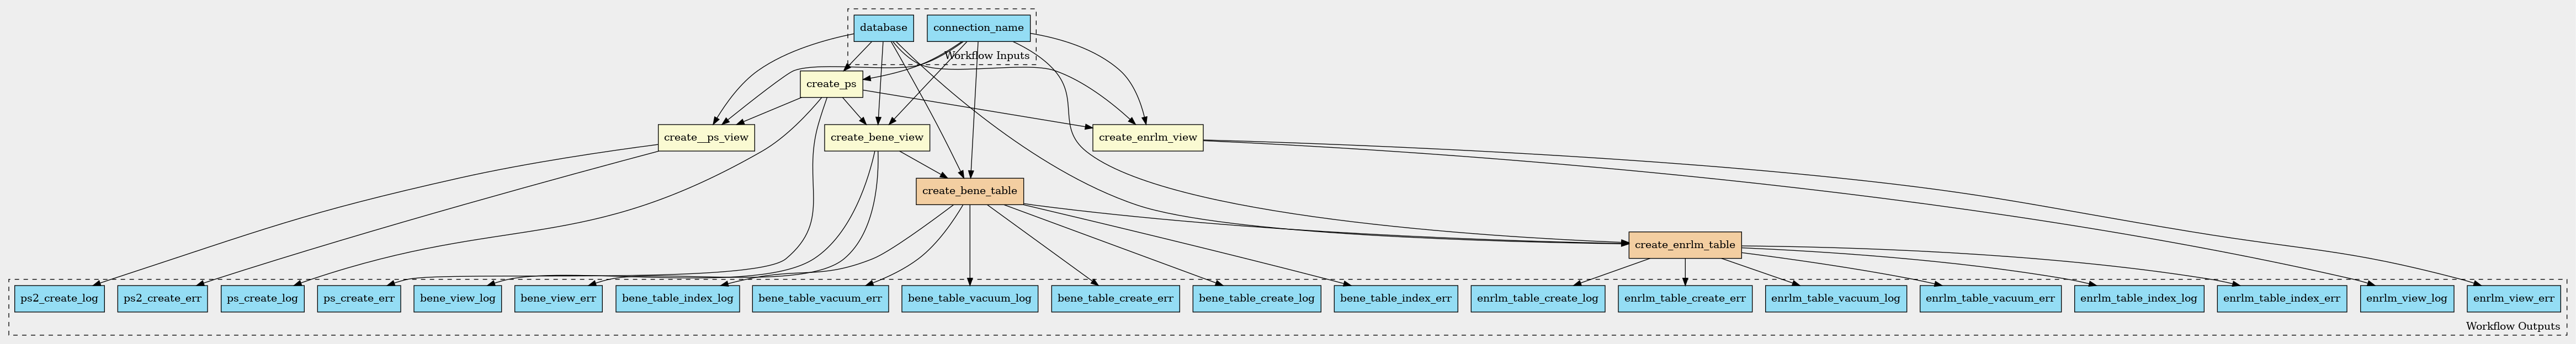 database
connection_name
Workflow Inputs
create_ps
create__ps_view
create_bene_view
create_enrlm_view
create_bene_table
create_enrlm_table
ps2_create_log
ps2_create_err
ps_create_log
ps_create_err
bene_view_log
bene_view_err
bene_table_index_log
bene_table_vacuum_err
bene_table_vacuum_log
bene_table_create_err
bene_table_create_log
bene_table_index_err
enrlm_table_create_log
enrlm_table_create_err
enrlm_table_vacuum_log
enrlm_table_vacuum_err
enrlm_table_index_log
enrlm_table_index_err
enrlm_view_log
enrlm_view_err
Workflow Outputs